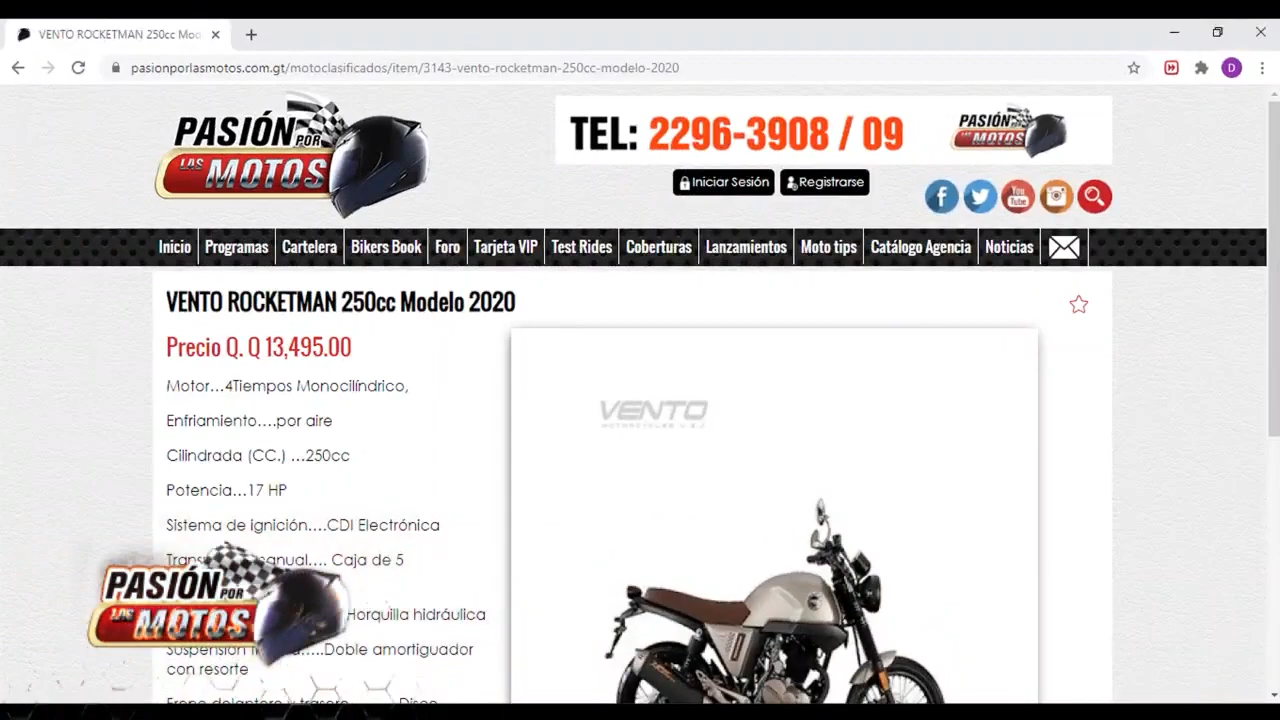 VENTO ROCKETMAN 250cc Mod
pasionporlasmotos.com.gt/motoclasificados/item/3143-vento-rocketman-250cc-modelo-2020
D
PASIÓN POR
LAS MOTOS
TEL: 2296-3908 / 09
PASIÓN POR
LAS MOTOS
Iniciar Sesión
Registrarse
You Tube
Inicio
Programas
Cartelera
Bikers Book
Foro
Tarjeta VIP
Test Rides
Coberturas
Lanzamientos
Moto tips
Catálogo Agencia
Noticias
VENTO ROCKETMAN 250cc Modelo 2020
Precio Q. Q 13,495.00
Motor...4Tiempos Monocilíndrico,
Enfriamiento....por aire
Cilindrada (CC.) ...250cc
Potencia...17 HP
Sistema de ignición....CDI Electrónica
Caja de 5
Horquilla hidráulica
Doble amortiguador
con resorte
VENTO
PASIÓN POR
LAS MOTOS